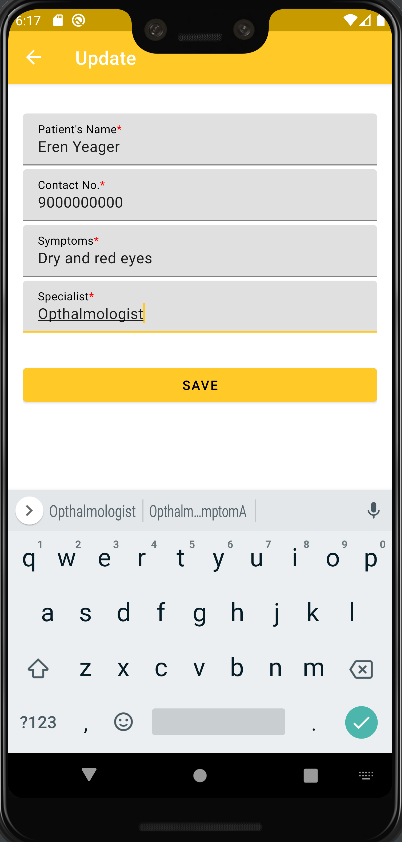 6:17
Update
Patient's Name*
Eren Yeager
Contact No.*
9000000000
Symptoms*
Dry and red eyes
Specialist*
Opthalmologist
SAVE
Opthalmologist Opthalm...mptomA
1 2 3 4 5 6 7 8 9 0
q w e r t y u i o p
a s d f g h j k l
z x c v b n m
?123 , .